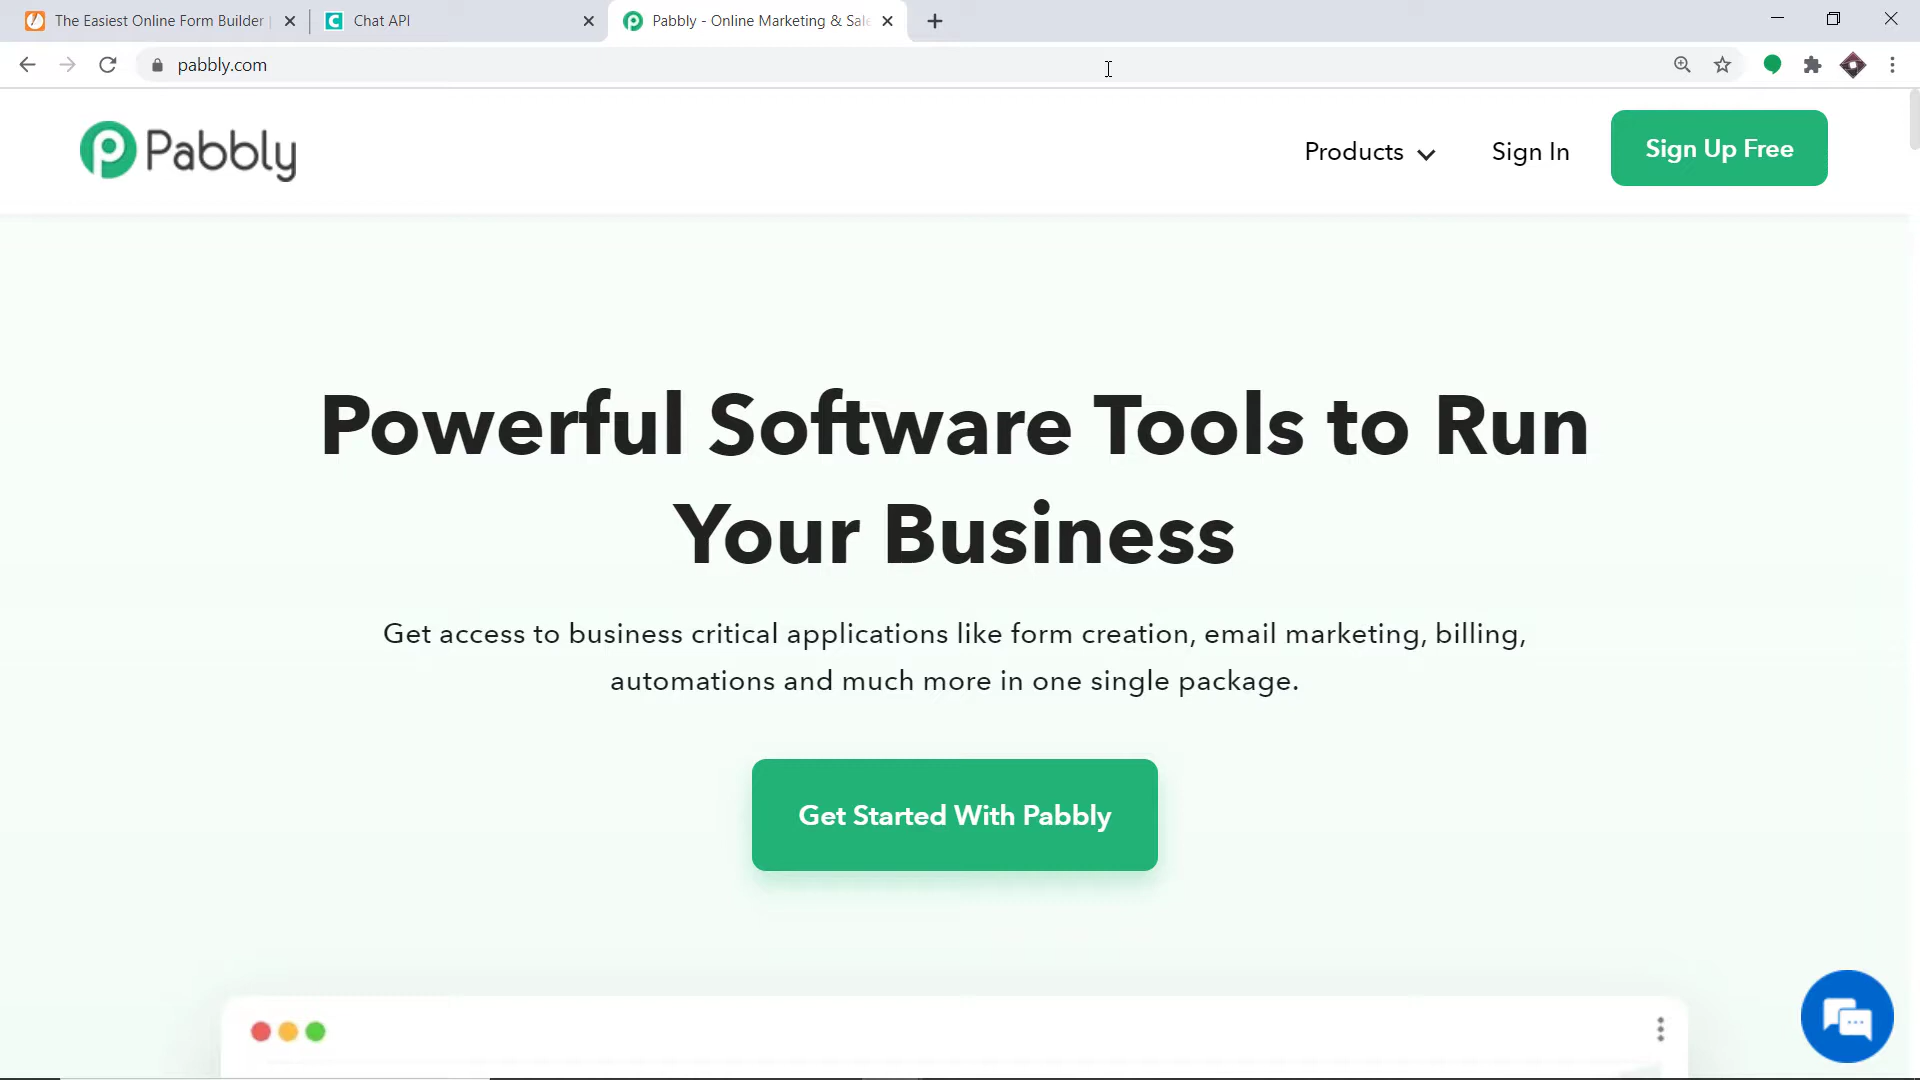 The Easiest Online Form Builder
Chat API
Pabbly - Online Marketing & Sale
pabbly.com
Pabbly
Products
Sign In
Sign Up Free
Powerful Software Tools to Run
Your Business
Get access to business critical applications like form creation, email marketing, billing,
automations and much more in one single package.
Get Started With Pabbly